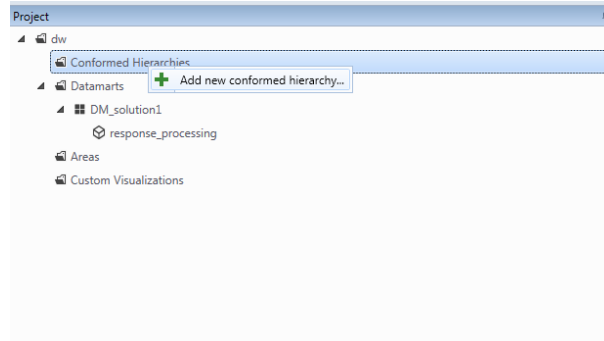 Project
dw
Conformed Hierarchies
Add new conformed hierarchy...
Datamarts
DM_solution1
response_processing
Areas
Custom Visualizations